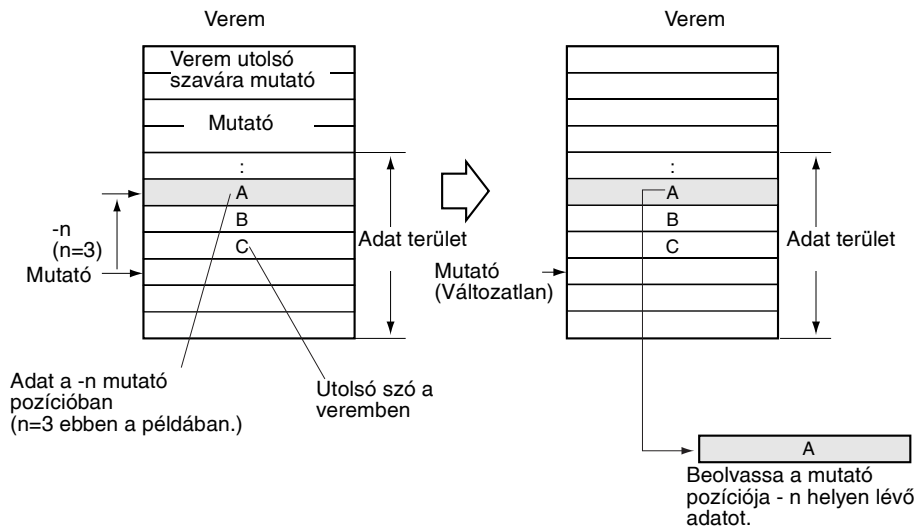 Verem
Verem utolsó
szavára mutató
Mutató
:
A
B
C
-n
(n=3)
Mutató
Adat terület
Adat a -n mutató
pozícióban
(n=3 ebben a példában.)
Utolsó szó a
veremben
Verem
:
A
B
C
Mutató
(Változatlan)
Adat terület
A
Beolvassa a mutató
pozíciója - n helyen lévő
adatot.